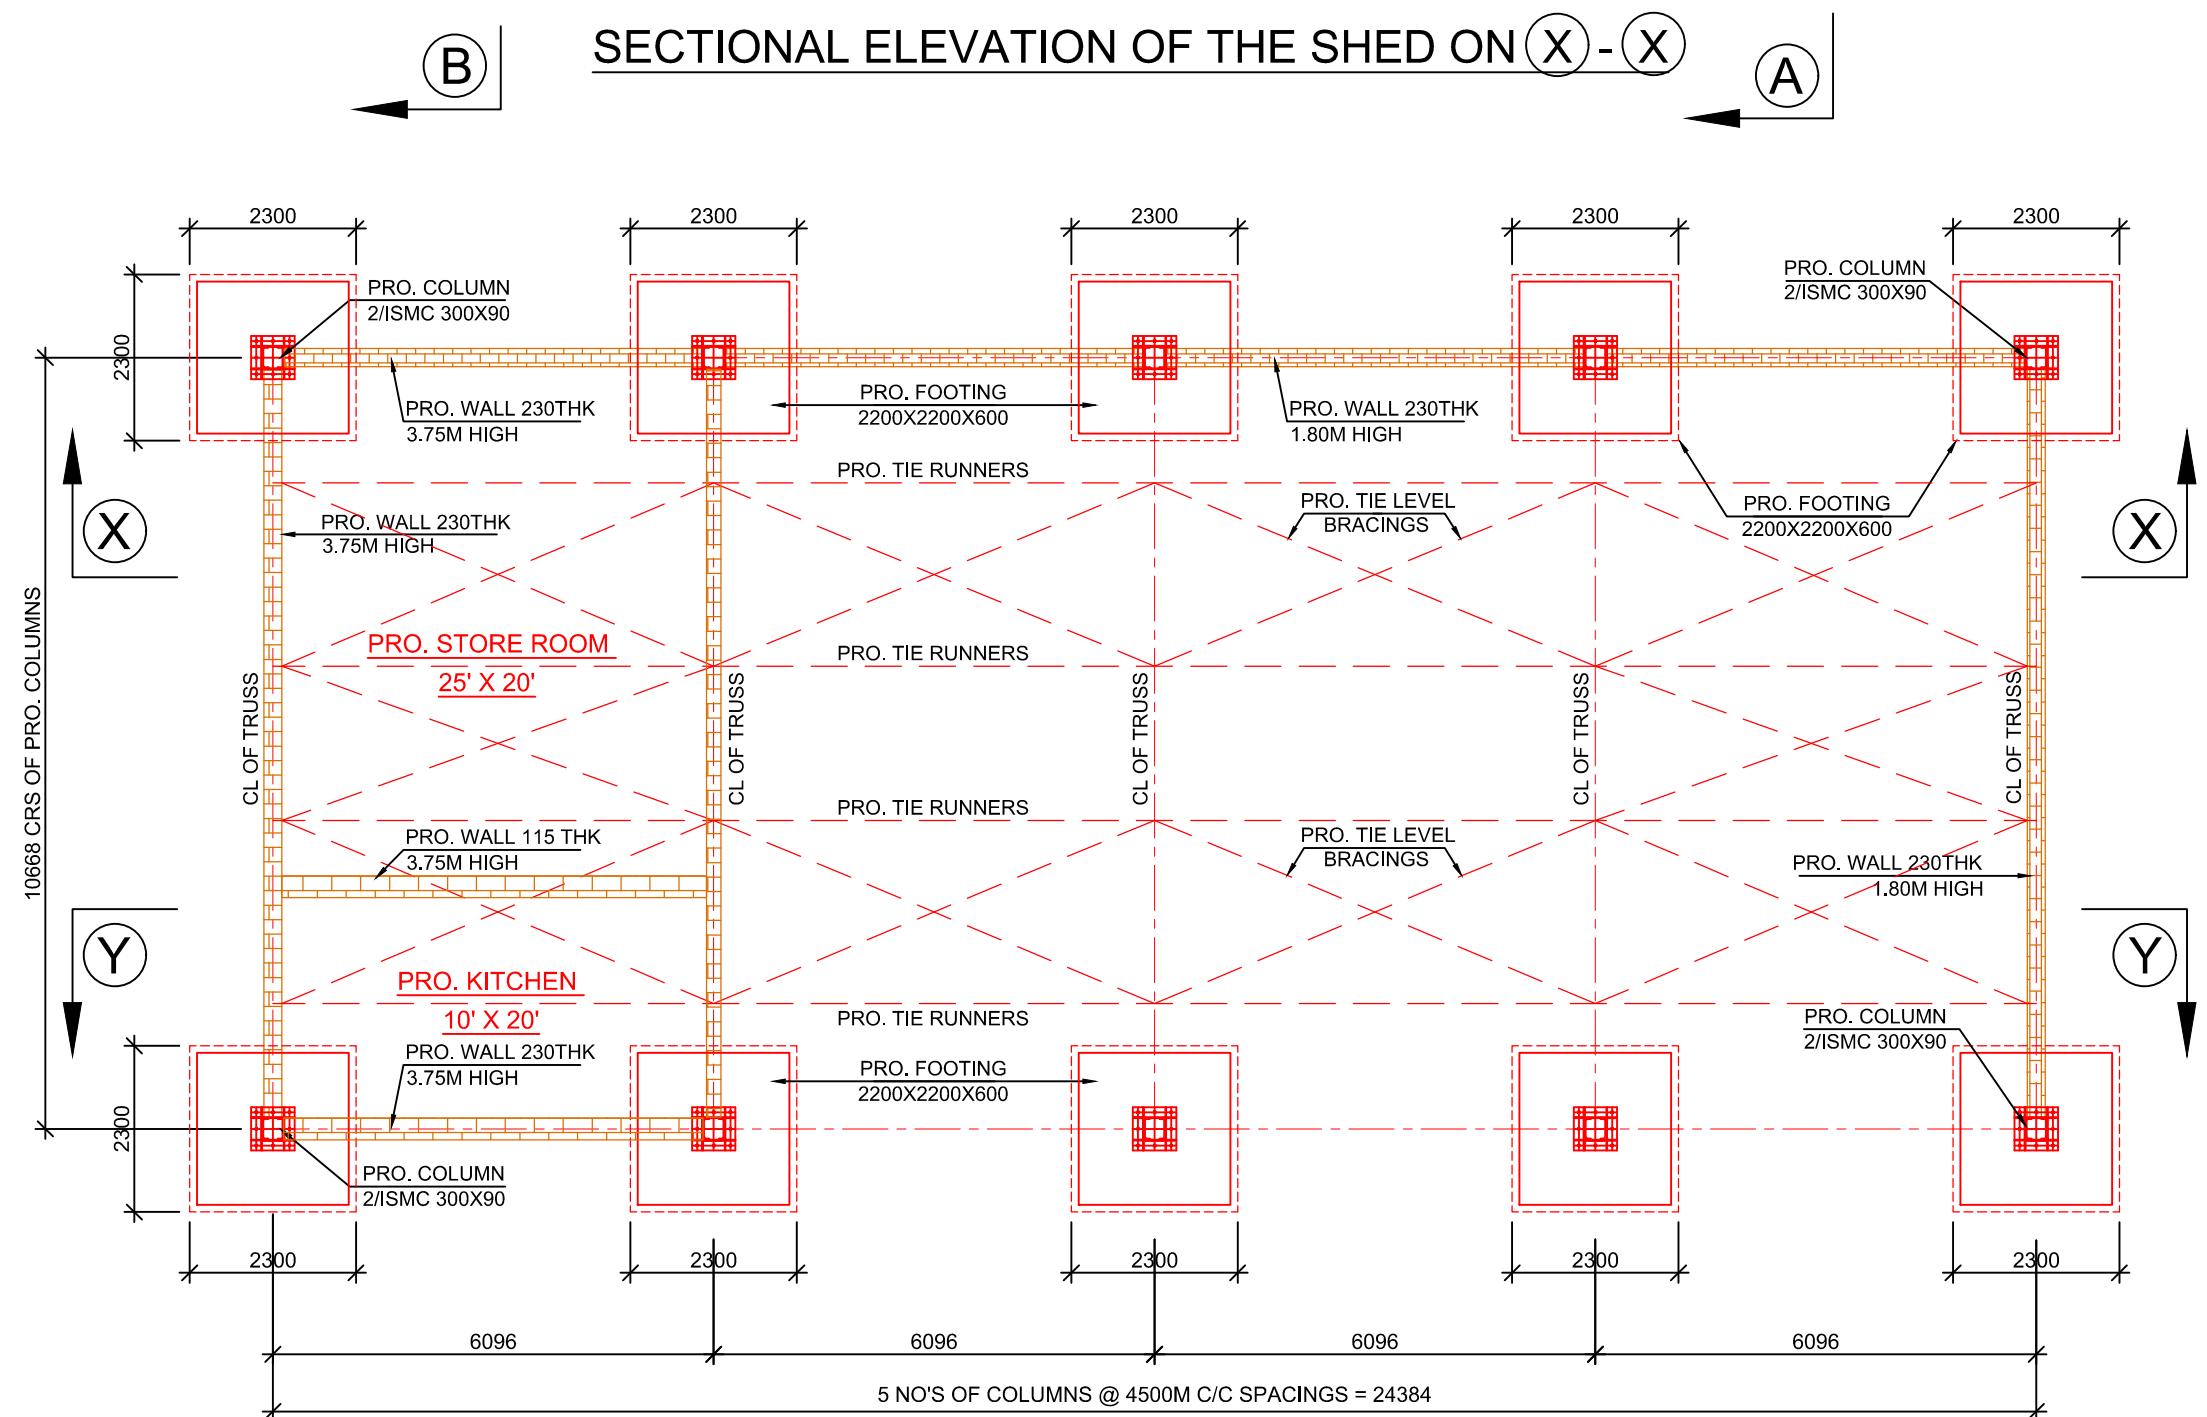 SECTIONAL ELEVATION OF THE SHED ON X - X
B
A
2300
2300
2300
2300
2300
PRO. COLUMN
2/ISMC 300X90
PRO. COLUMN
2/ISMC 300X90
2300
PRO. WALL 230THK
3.75M HIGH
PRO. FOOTING
2200X2200X600
PRO. WALL 230THK
1.80M HIGH
PRO. TIE RUNNERS
PRO. WALL 230THK
3.75M HIGH
PRO. TIE LEVEL
BRACINGS
PRO. FOOTING
2200X2200X600
X
X
10668 CRS OF PRO. COLUMNS
PRO. STORE ROOM
25' X 20'
PRO. TIE RUNNERS
CL OF TRUSS
CL OF TRUSS
CL OF TRUSS
CL OF TRUSS
CL OF TRUSS
PRO. TIE RUNNERS
PRO. WALL 115 THK
3.75M HIGH
PRO. TIE LEVEL
BRACINGS
PRO. WALL 230THK
1.80M HIGH
Y
Y
PRO. KITCHEN
10' X 20'
PRO. TIE RUNNERS
PRO. COLUMN
2/ISMC 300X90
PRO. WALL 230THK
3.75M HIGH
PRO. FOOTING
2200X2200X600
2300
PRO. COLUMN
2/ISMC 300X90
2300
2300
2300
2300
2300
6096
6096
6096
6096
5 NO'S OF COLUMNS @ 4500M C/C SPACINGS = 24384